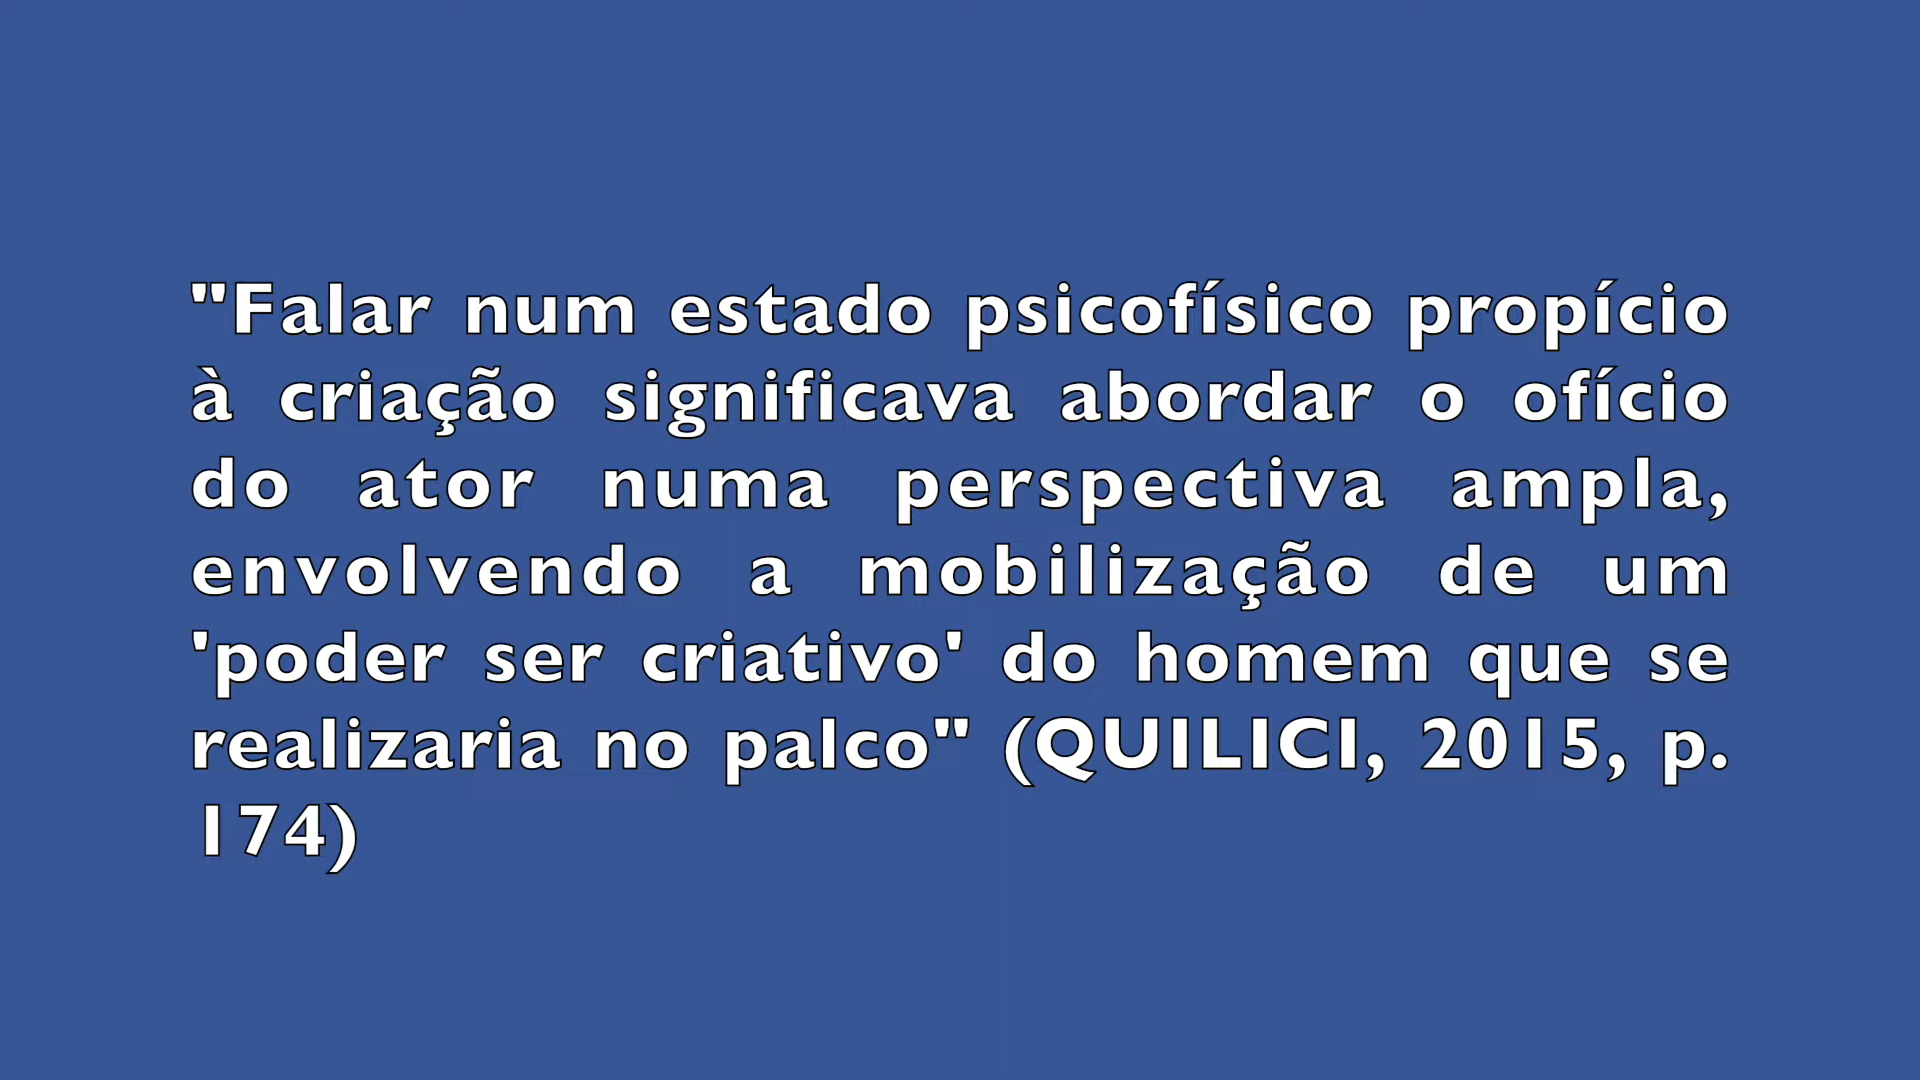 "Falar num estado psicofísico propício
à criação significava abordar o ofício
do ator numa perspectiva ampla,
envolvendo a mobilização de um
'poder ser criativo' do homem que se
realizaria no palco" (QUILICI, 2015, p.
174)